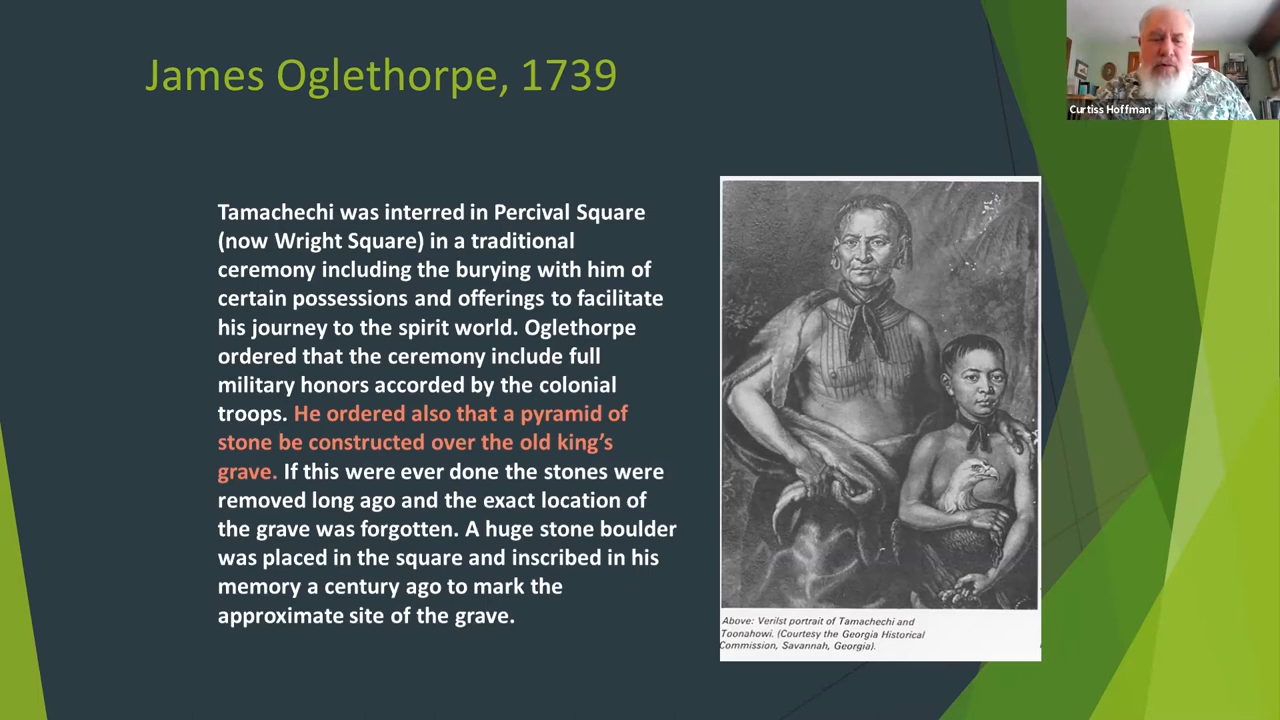 James Oglethorpe, 1739
Curtiss Hoffman
Tamachechi was interred in Percival Square
(now Wright Square) in a traditional
ceremony including the burying with him of
certain possessions and offerings to facilitate
his journey to the spirit world. Oglethorpe
ordered that the ceremony include full
military honors accorded by the colonial
troops. He ordered also that a pyramid of
stone be constructed over the old king's
grave. If this were ever done the stones were
removed long ago and the exact location of
the grave was forgotten. A huge stone boulder
was placed in the square and inscribed in his
memory a century ago to mark the
approximate site of the grave.
Above: Verilst portrait of Tamachechi and
Toonahowi. (Courtesy the Georgia Historical
Commission, Savannah, Georgia).